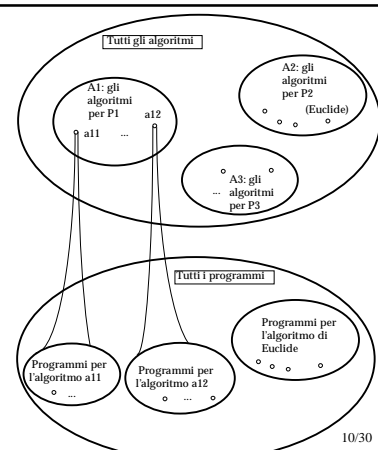 Tutti gli algoritmi
A1: gli
algoritmi
per P1
a11
...
a12
A2: gli
algoritmi
per P2
(Euclide)
A3: gli
... algoritmi
per P3
Tutti i programmi
Programmi per
l'algoritmo a11
...
Programmi per
l'algoritmo a12
...
Programmi per
l'algoritmo di
Euclide
10/30